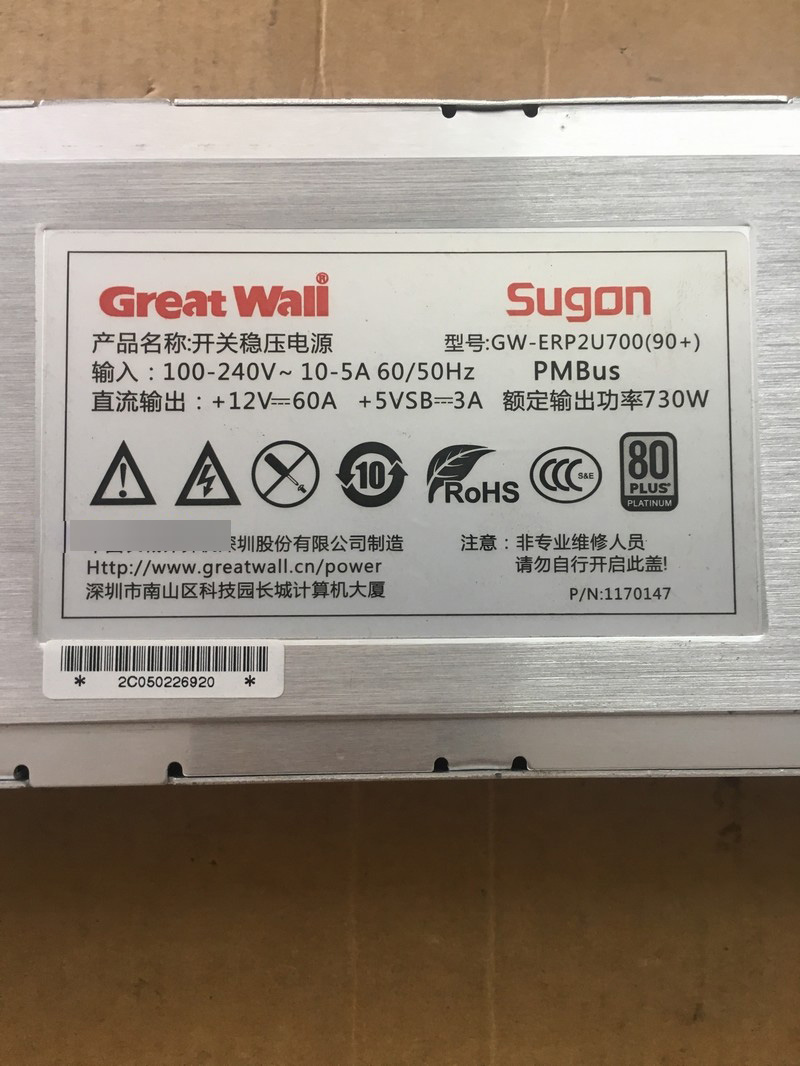 Great Wall®
Sugon
产品名称:开关稳压电源 型号:GW-ERP2U700(90+)
输入：100-240V~ 10-5A 60/50Hz PMBus
直流输出：+12V⎓60A +5VSB⎓3A 额定输出功率730W
10
RoHS
CCC S&E
80
PLUS®
PLATINUM
深圳股份有限公司制造
注意：非专业维修人员
请勿自行开启此盖!
Http://www.greatwall.cn/power
深圳市南山区科技园长城计算机大厦
P/N:1170147
* 2C050226920 *